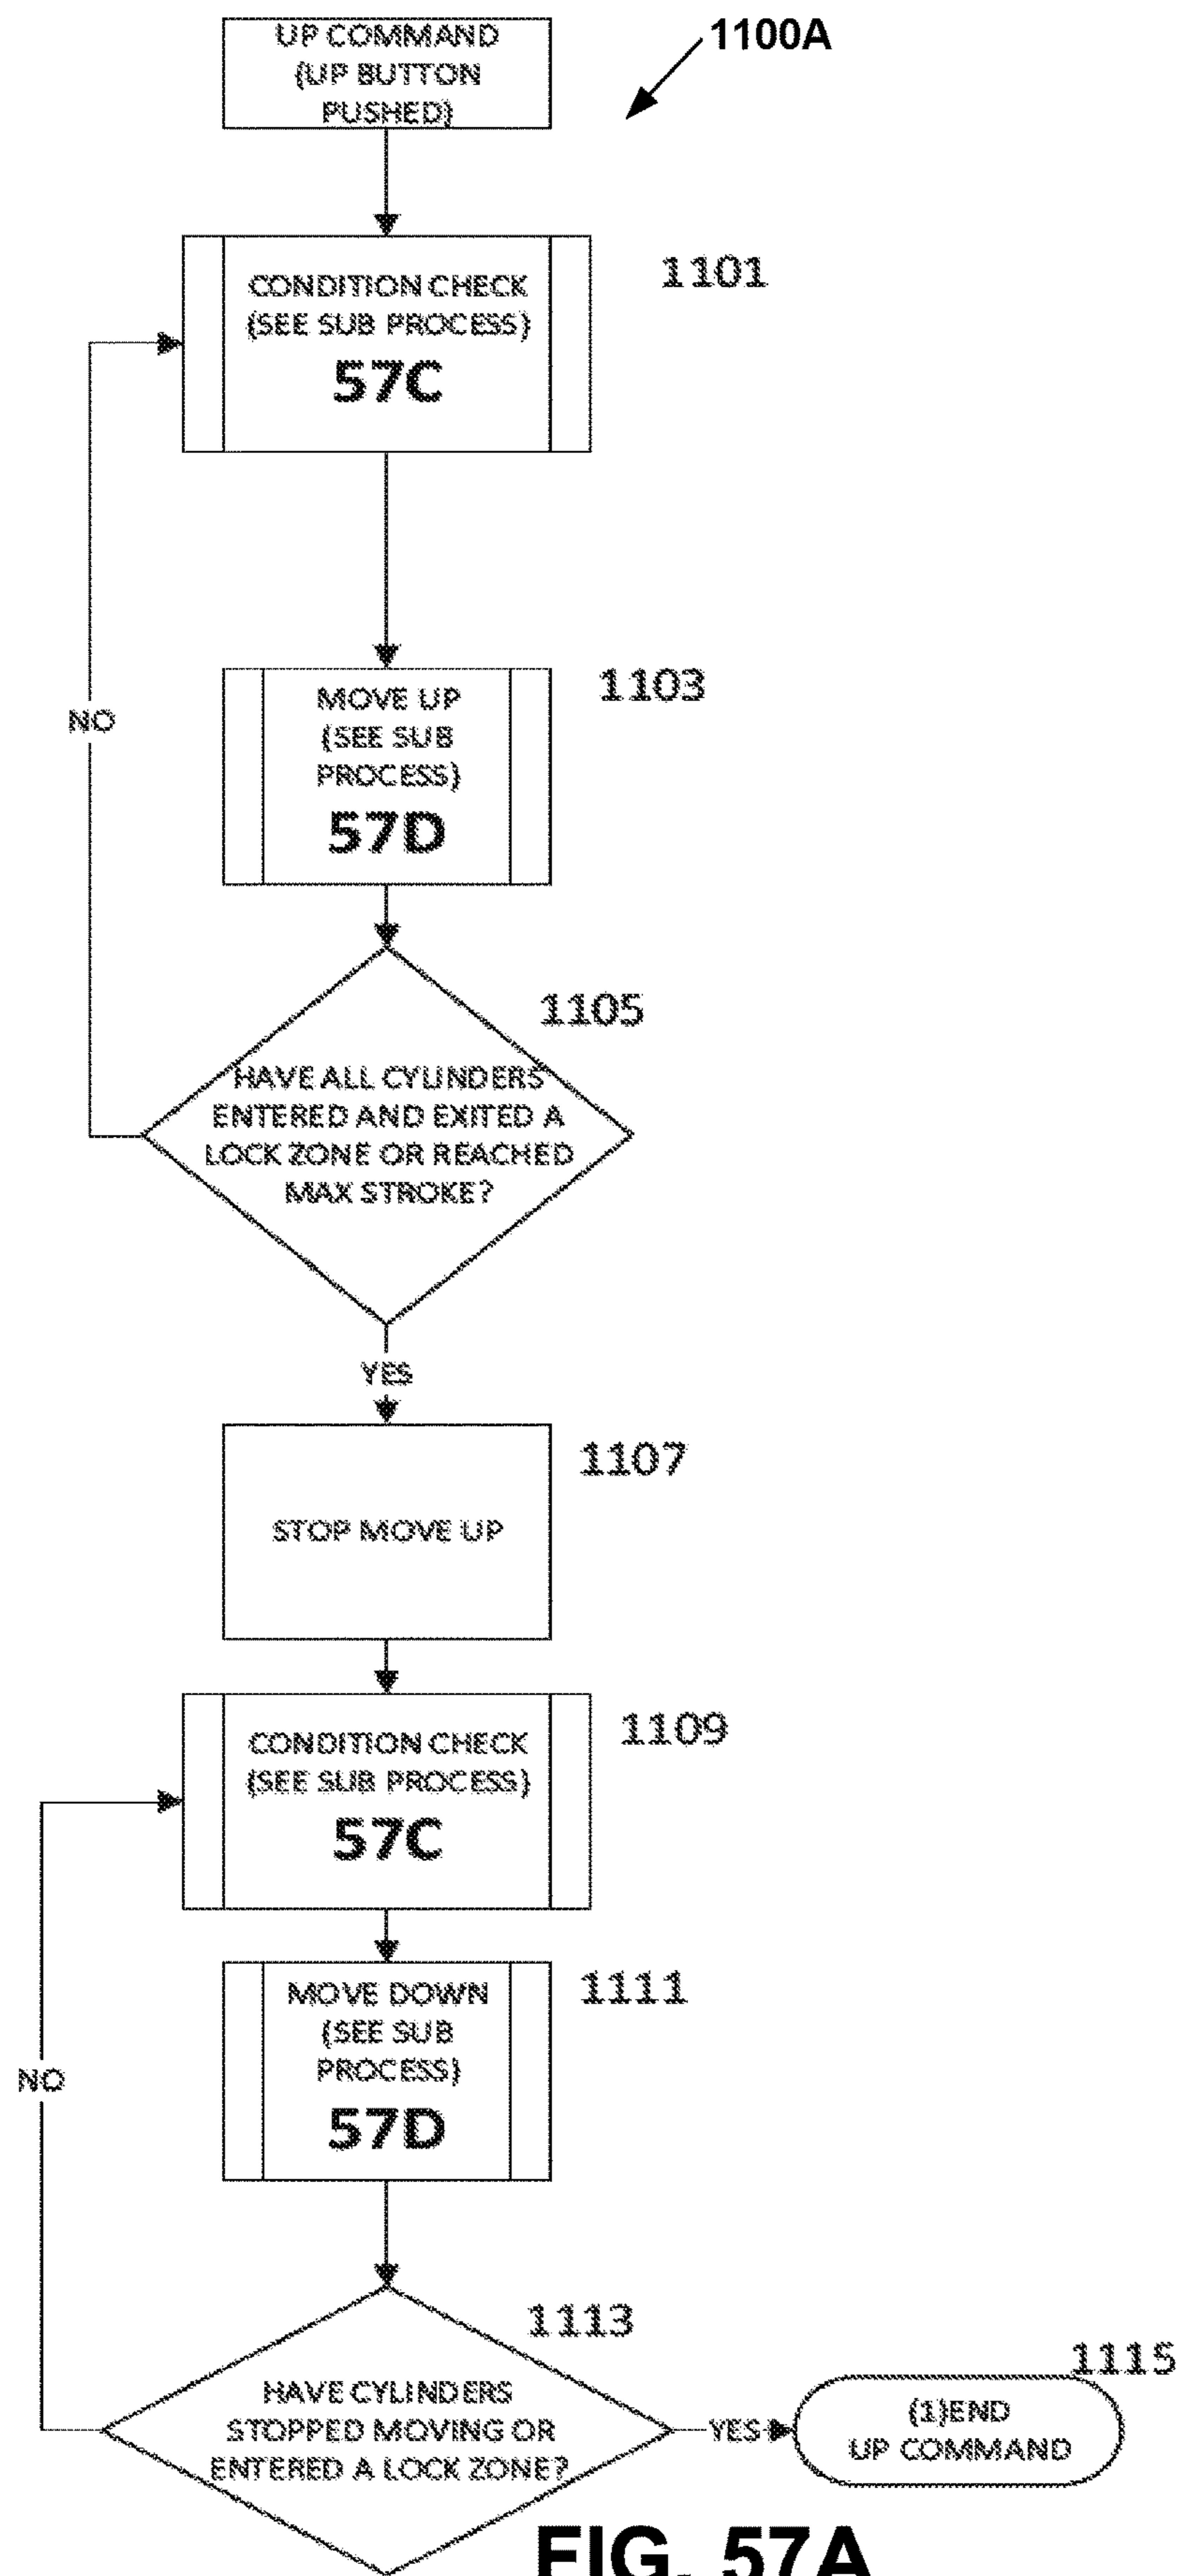 UP COMMAND
(UP BUTTON
PUSHED)
1100A
CONDITION CHECK
(SEE SUB PROCESS)
57C
1101
MOVE UP
(SEE SUB
PROCESS)
57D
1103
NO
1105
HAVE ALL CYLINDERS
ENTERED AND EXITED A
LOCK ZONE OR REACHED
MAX STROKE?
YES
1107
STOP MOVE UP
1109
CONDITION CHECK
(SEE SUB PROCESS)
57C
1111
MOVE DOWN
(SEE SUB
PROCESS)
57D
NO
1113
HAVE CYLINDERS
STOPPED MOVING OR
ENTERED A LOCK ZONE?
YES
1115
(1)END
UP COMMAND
FIG. 57A